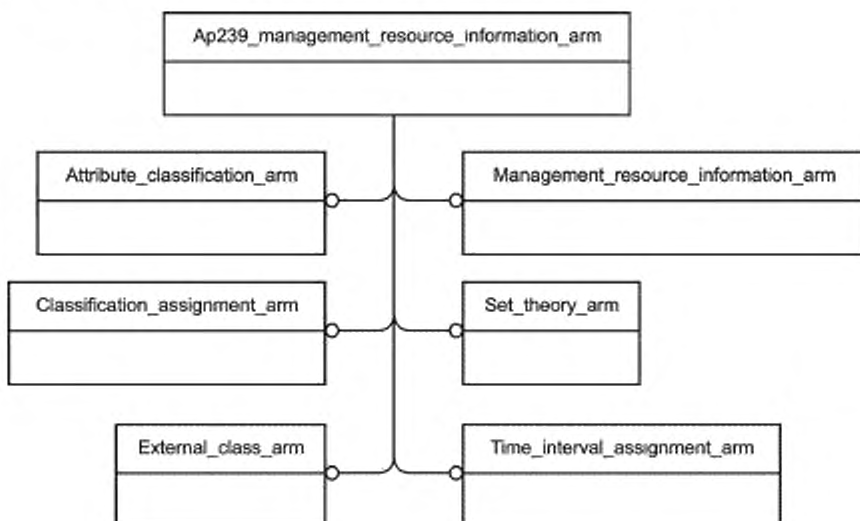 Ap239_management_resource_information_arm
Attribute_classification_arm
Management_resource_information_arm
Classification_assignment_arm
Set_theory_arm
External_class_arm
Time_interval_assignment_arm